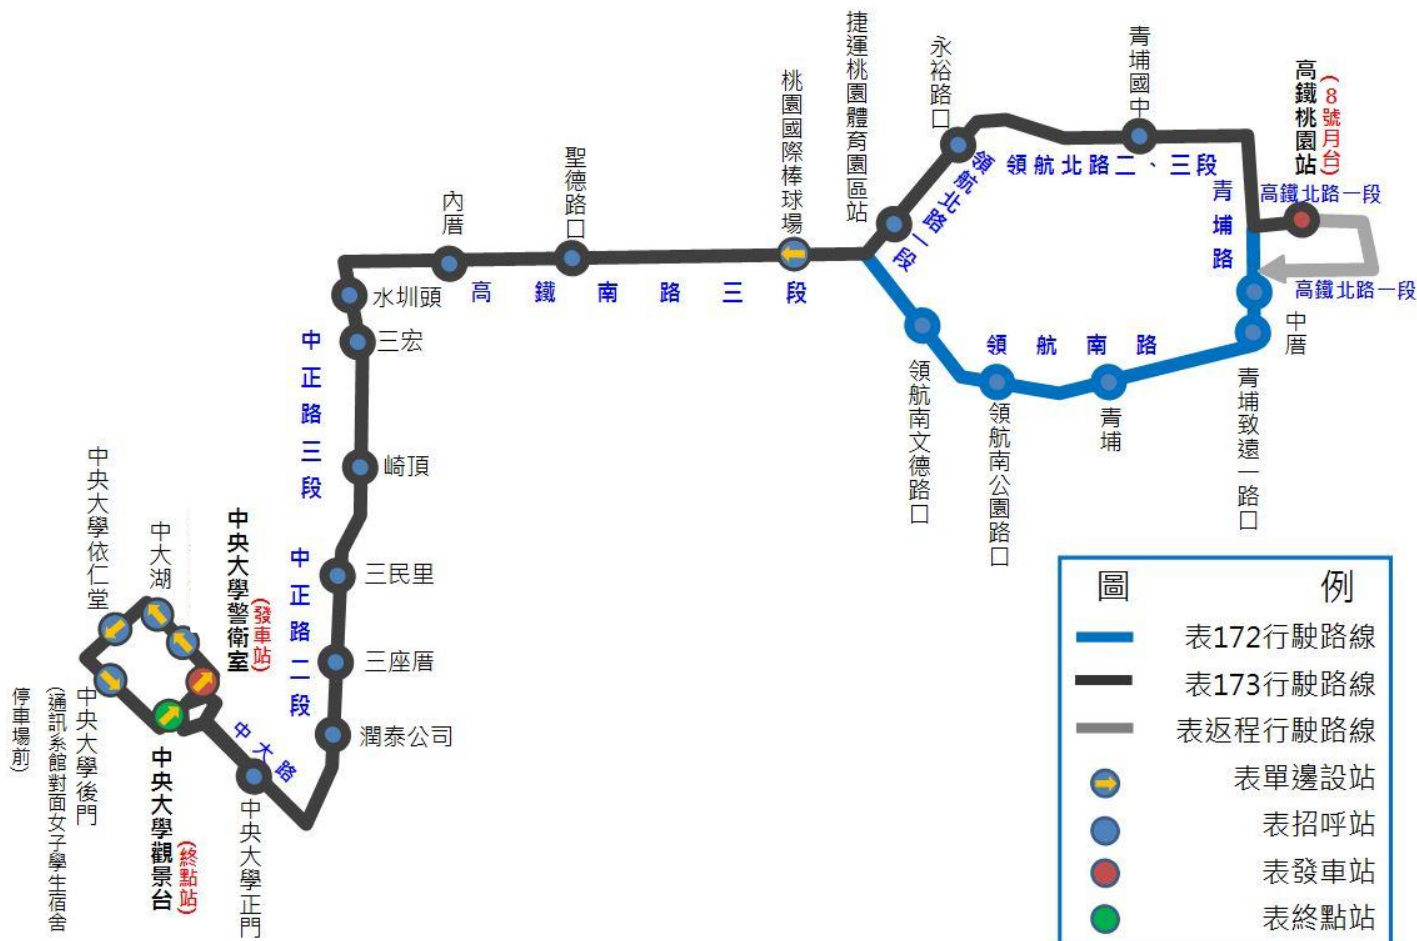 捷運桃園體育園區站
永裕路口
青埔國中
高鐵桃園站
(8號月台)
桃園國際棒球場
聖德路口
內厝
領航北路一段
領航北路二、三段
青埔路
高鐵北路一段
高鐵北路一段
水圳頭
高鐵南路三段
三宏
中正路三段
崎頂
領航南路
中厝
領航南文德路口
領航南公園路口
青埔
青埔致遠一路口
中央大學依仁堂
中大湖
中央大學警衛室
(發車站)
中正路二段
三民里
三座厝
潤泰公司
中大路
中央大學正門
中央大學觀景台
(終點站)
中央大學後門
(通訊系館對面女子學生宿舍
停車場前)
圖例
表172行駛路線
表173行駛路線
表返程行駛路線
表單邊設站
表招呼站
表發車站
表終點站